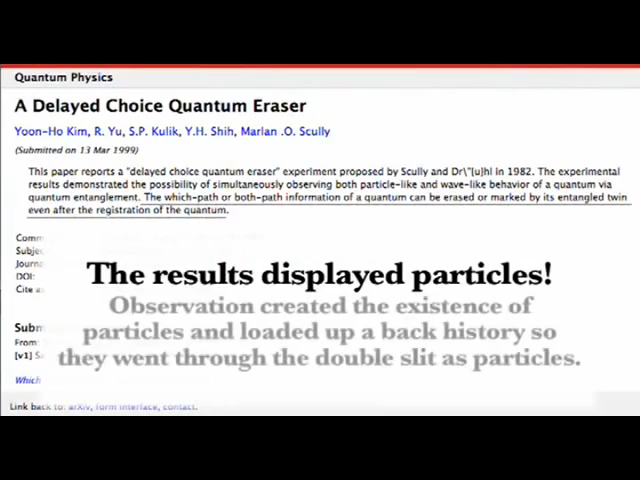 Quantum Physics
A Delayed Choice Quantum Eraser
Yoon-Ho Kim, R. Yu, S.P. Kulik, Y.H. Shih, Marlan .O. Scully
(Submitted on 13 Mar 1999)
This paper reports a "delayed choice quantum eraser" experiment proposed by Scully and Dr\"{u}hl in 1982. The experimental
results demonstrated the possibility of simultaneously observing both particle-like and wave-like behavior of a quantum via
quantum entanglement. The which-path or both-path information of a quantum can be erased or marked by its entangled twin
even after the registration of the quantum.
Comm
Subjec
Journa
DOI:
Cite as
The results displayed particles!
Observation created the existence of
particles and loaded up a back history so
they went through the double slit as particles.
Subm
From:
[v1] Sa
Which
Link back to: arXiv, form interface, contact.